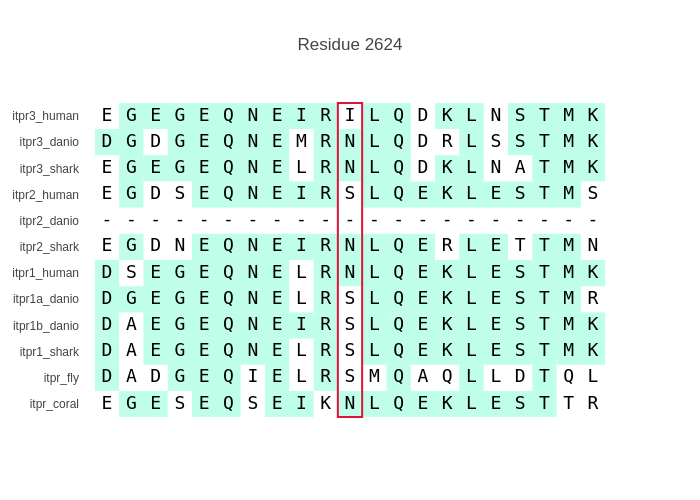 Residue 2624
itpr3_human E G E G E Q N E I R I L Q D K L N S T M K
itpr3_danio D G D G E Q N E M R N L Q D R L S S T M K
itpr3_shark E G E G E Q N E L R N L Q D K L N A T M K
itpr2_human E G D S E Q N E I R S L Q E K L E S T M S
itpr2_danio - - - - - - - - - - - - - - - - - - - - -
itpr2_shark E G D N E Q N E I R N L Q E R L E T T M N
itpr1_human D S E G E Q N E L R N L Q E K L E S T M K
itpr1a_danio D G E G E Q N E L R S L Q E K L E S T M R
itpr1b_danio D A E G E Q N E I R S L Q E K L E S T M K
itpr1_shark D A E G E Q N E L R S L Q E K L E S T M K
itpr_fly D A D G E Q I E L R S M Q A Q L L D T Q L
itpr_coral E G E S E Q S E I K N L Q E K L E S T T R